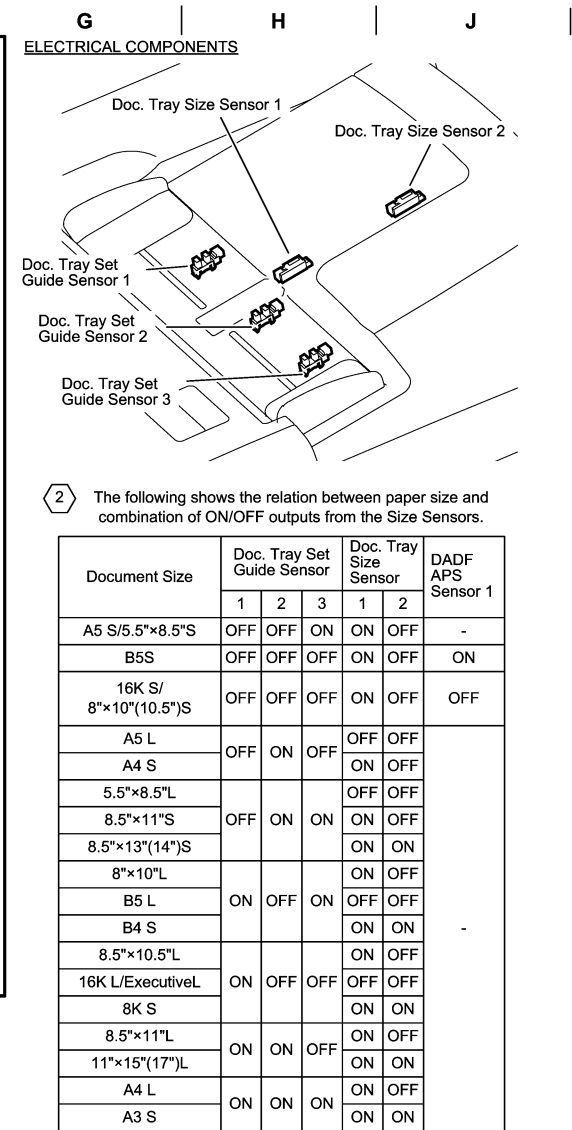 G | H | J |
ELECTRICAL COMPONENTS
Doc. Tray Size Sensor 1
Doc. Tray Size Sensor 2
Doc. Tray Set
Guide Sensor 1
Doc. Tray Set
Guide Sensor 2
Doc. Tray Set
Guide Sensor 3
2 The following shows the relation between paper size and
combination of ON/OFF outputs from the Size Sensors.
Document Size | Doc. Tray Set Guide Sensor | Doc. Tray Size Sensor | DADF APS Sensor 1
1 2 3 1 2
A5 S/5.5"×8.5"S OFF OFF ON ON OFF -
B5S OFF OFF OFF ON OFF ON
16K S/
8"×10"(10.5")S OFF OFF OFF ON OFF OFF
A5 L OFF ON OFF OFF OFF -
A4 S ON OFF
5.5"×8.5"L OFF ON ON OFF OFF
8.5"×11"S ON OFF
8.5"×13"(14")S ON ON
8"×10"L ON OFF ON ON OFF
B5 L OFF OFF
B4 S ON ON
8.5"×10.5"L ON OFF OFF ON OFF
16K L/ExecutiveL OFF OFF
8K S ON ON
8.5"×11"L ON ON OFF ON OFF
11"×15"(17")L ON ON
A4 L ON ON ON ON OFF
A3 S ON ON